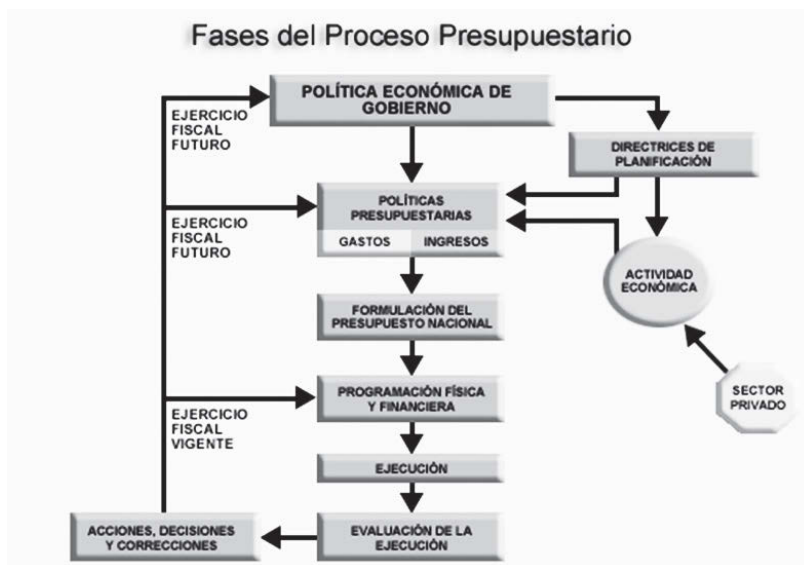 Fases del Proceso Presupuestario
POLÍTICA ECONÓMICA DE
GOBIERNO
EJERCICIO
FISCAL
FUTURO
DIRECTRICES DE
PLANIFICACIÓN
POLÍTICAS
PRESUPUESTARIAS
GASTOS INGRESOS
EJERCICIO
FISCAL
FUTURO
ACTIVIDAD
ECONÓMICA
FORMULACIÓN DEL
PRESUPUESTO NACIONAL
SECTOR
PRIVADO
PROGRAMACIÓN FÍSICA
Y FINANCIERA
EJERCICIO
FISCAL
VIGENTE
EJECUCIÓN
EVALUACIÓN DE LA
EJECUCIÓN
ACCIONES, DECISIONES
Y CORRECCIONES